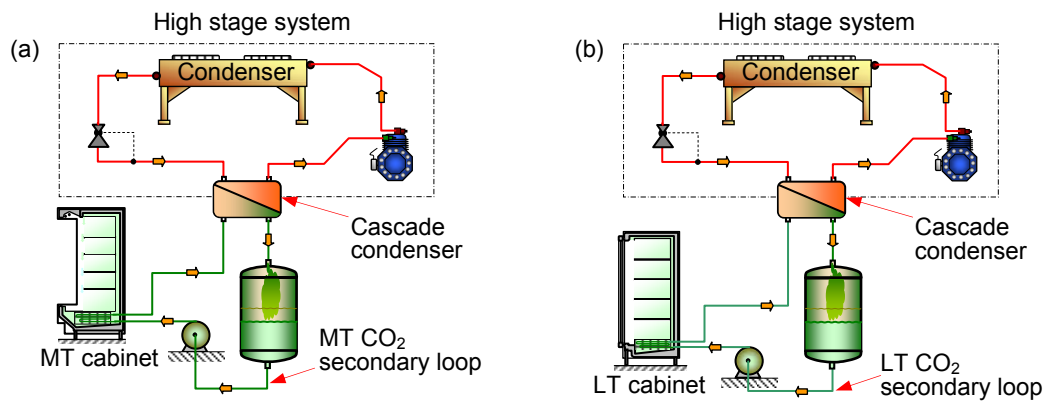 High stage system
(a)
Condenser
Cascade
condenser
MT cabinet
MT CO₂
secondary loop
High stage system
(b)
Condenser
Cascade
condenser
LT cabinet
LT CO₂
secondary loop